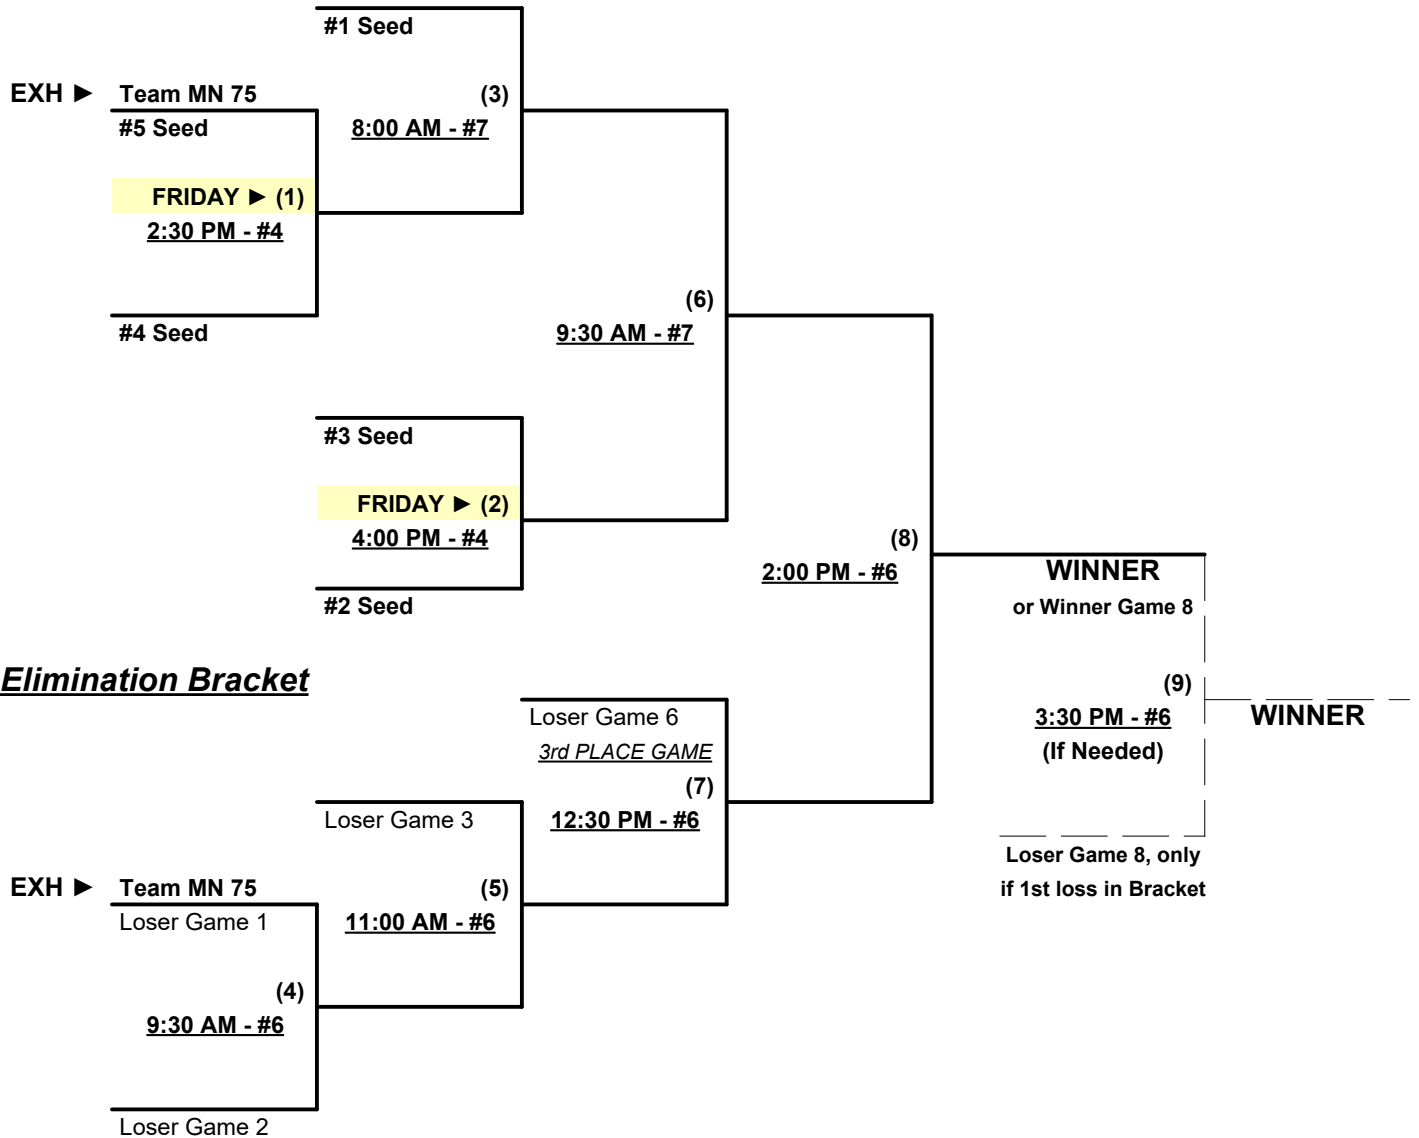 #1 Seed
EXH ► Team MN 75 (3)
#5 Seed 8:00 AM - #7
FRIDAY ► (1)
2:30 PM - #4
(6)
#4 Seed 9:30 AM - #7
#3 Seed
FRIDAY ► (2)
4:00 PM - #4 (8)
2:00 PM - #6 WINNER
#2 Seed or Winner Game 8
Elimination Bracket (9)
Loser Game 6 3:30 PM - #6 WINNER
3rd PLACE GAME (If Needed)
(7)
Loser Game 3 12:30 PM - #6
Loser Game 8, only
EXH ► Team MN 75 (5) if 1st loss in Bracket
Loser Game 1 11:00 AM - #6
(4)
9:30 AM - #6
Loser Game 2